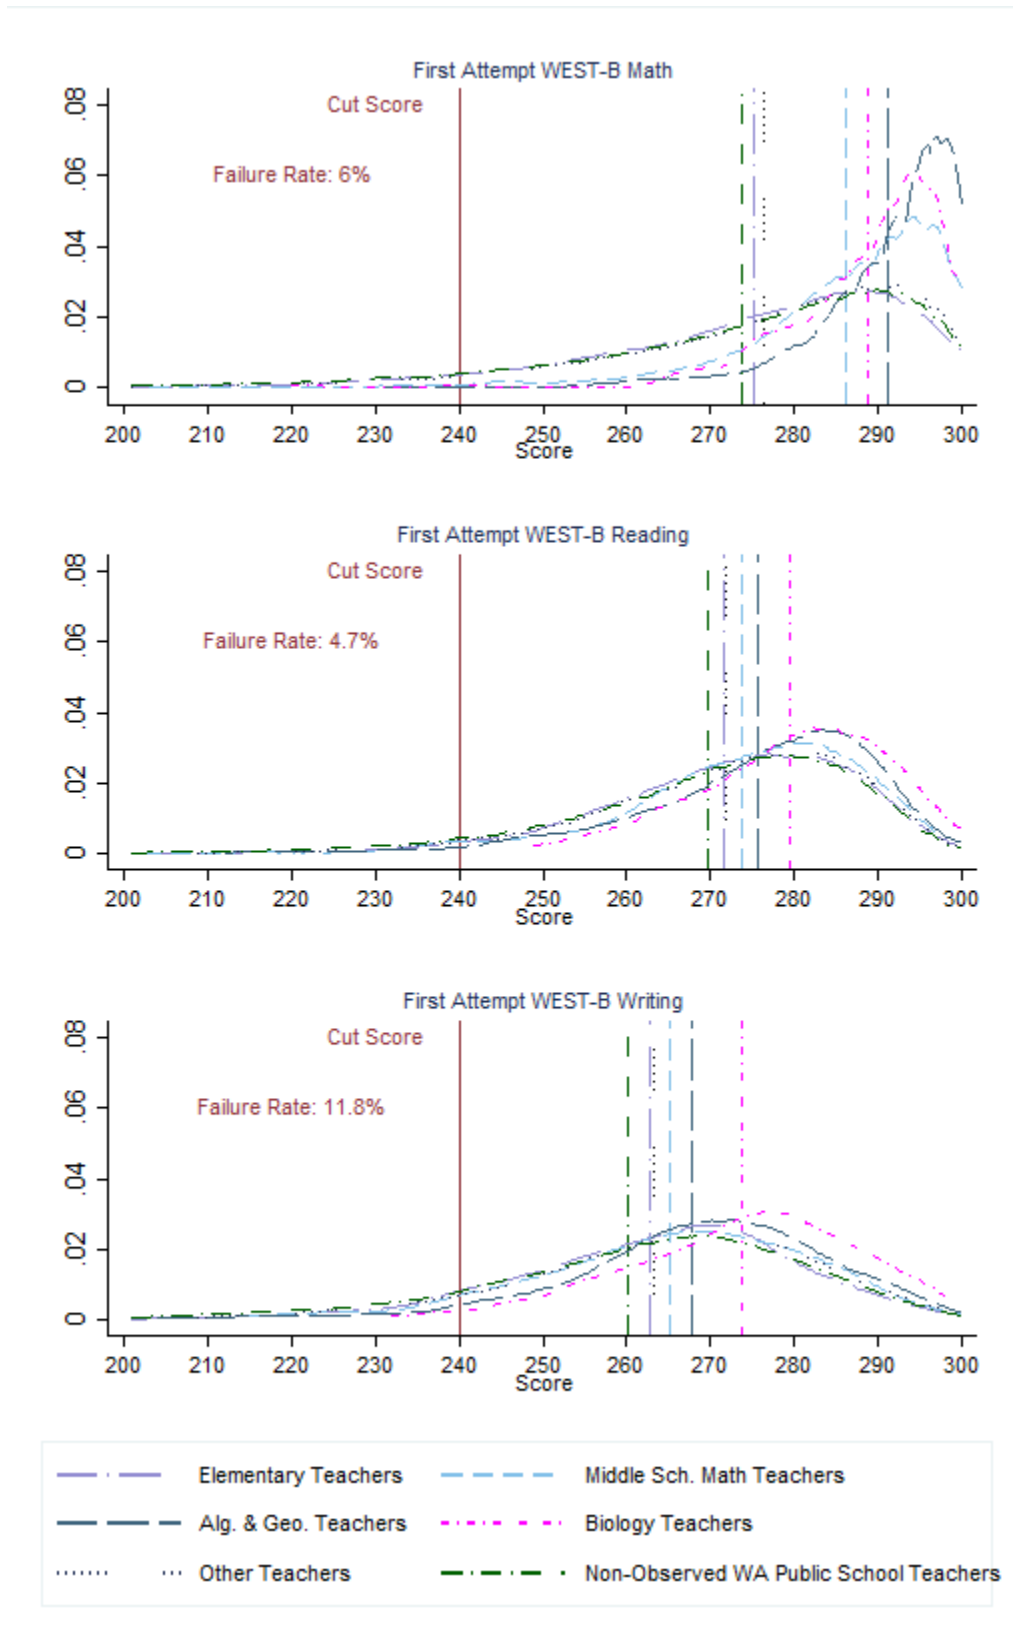 First Attempt WEST-B Math
Cut Score
Failure Rate: 6%
.08
.06
.04
.02
0
200 210 220 230 240 250 260 270 280 290 300
Score
First Attempt WEST-B Reading
Cut Score
Failure Rate: 4.7%
.08
.06
.04
.02
0
200 210 220 230 240 250 260 270 280 290 300
Score
First Attempt WEST-B Writing
Cut Score
Failure Rate: 11.8%
.08
.06
.04
.02
0
200 210 220 230 240 250 260 270 280 290 300
Score
Elementary Teachers Middle Sch. Math Teachers
Alg. & Geo. Teachers Biology Teachers
Other Teachers Non-Observed WA Public School Teachers